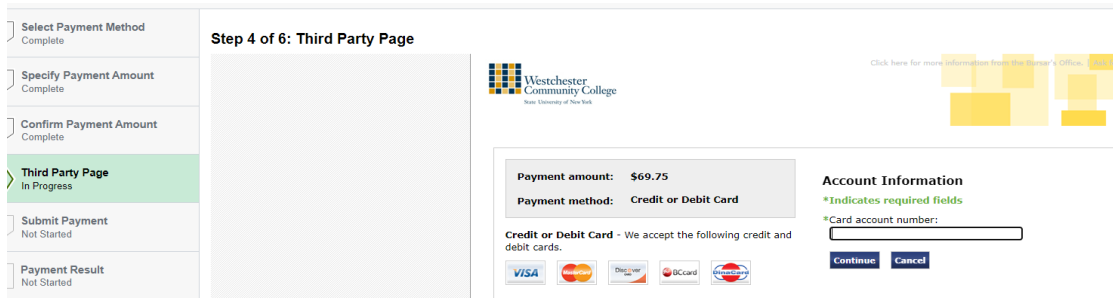 Select Payment Method
Complete
Specify Payment Amount
Complete
Confirm Payment Amount
Complete
Third Party Page
In Progress
Submit Payment
Not Started
Payment Result
Not Started
Step 4 of 6: Third Party Page
Westchester
Community College
State University of New York
Click here for more information from the Bursar's Office. | Ask
Payment amount: $69.75
Payment method: Credit or Debit Card
Credit or Debit Card - We accept the following credit and
debit cards.
VISA MasterCard Discover BCcard DinaCard
Account Information
*Indicates required fields
*Card account number:
Continue Cancel